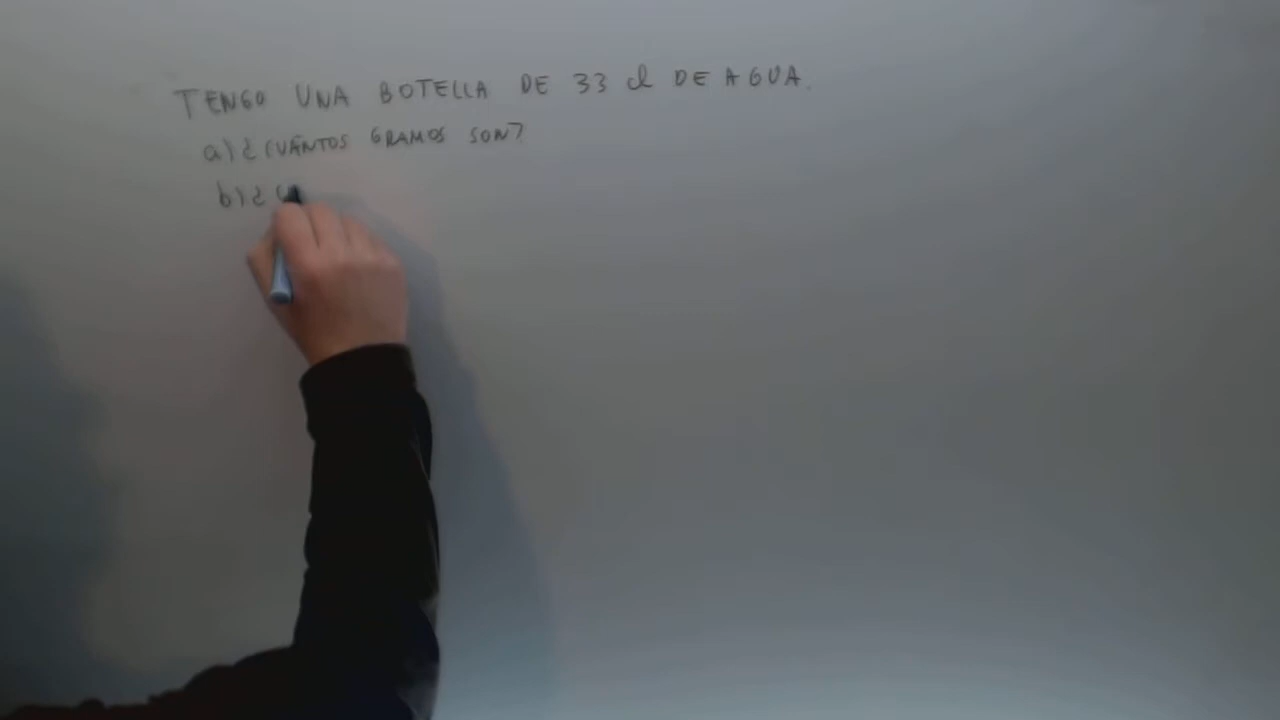 TENGO UNA BOTELLA DE 33 cl DE AGUA.
a) ¿CUÁNTOS GRAMOS SON?
b) ¿